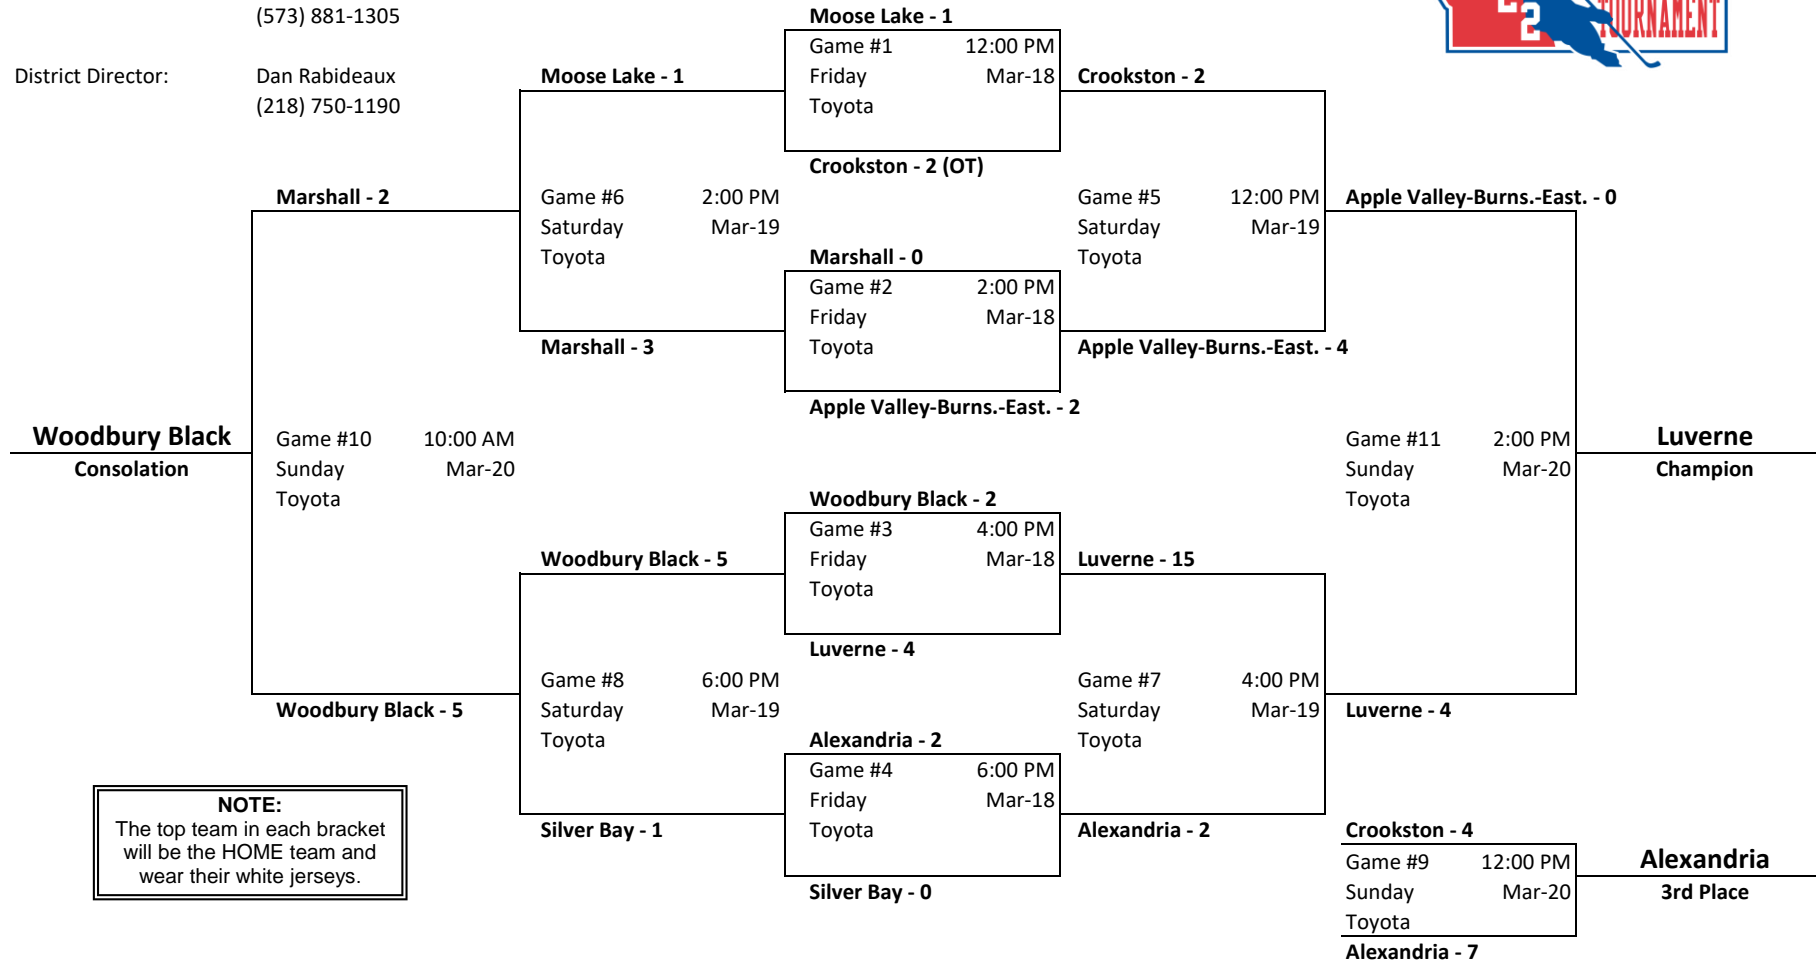 (573) 881-1305
District Director: Dan Rabideaux
(218) 750-1190
Moose Lake - 1
Game #1 12:00 PM
Friday Mar-18
Toyota
Crookston - 2 (OT)
Marshall - 0
Game #2 2:00 PM
Friday Mar-18
Toyota
Apple Valley-Burns.-East. - 2
Woodbury Black - 2
Game #3 4:00 PM
Friday Mar-18
Toyota
Luverne - 4
Alexandria - 2
Game #4 6:00 PM
Friday Mar-18
Toyota
Silver Bay - 0
Moose Lake - 1
Game #6 2:00 PM
Saturday Mar-19
Toyota
Marshall - 3
Woodbury Black - 5
Game #8 6:00 PM
Saturday Mar-19
Toyota
Silver Bay - 1
Marshall - 2
Game #10 10:00 AM
Sunday Mar-20
Toyota
Woodbury Black - 5
Woodbury Black
Consolation
Crookston - 2
Game #5 12:00 PM
Saturday Mar-19
Toyota
Apple Valley-Burns.-East. - 4
Luverne - 15
Game #7 4:00 PM
Saturday Mar-19
Toyota
Alexandria - 2
Apple Valley-Burns.-East. - 0
Game #11 2:00 PM
Sunday Mar-20
Toyota
Luverne - 4
Luverne
Champion
Crookston - 4
Game #9 12:00 PM
Sunday Mar-20
Toyota
Alexandria - 7
Alexandria
3rd Place
NOTE:
The top team in each bracket
will be the HOME team and
wear their white jerseys.
TOURNAMENT